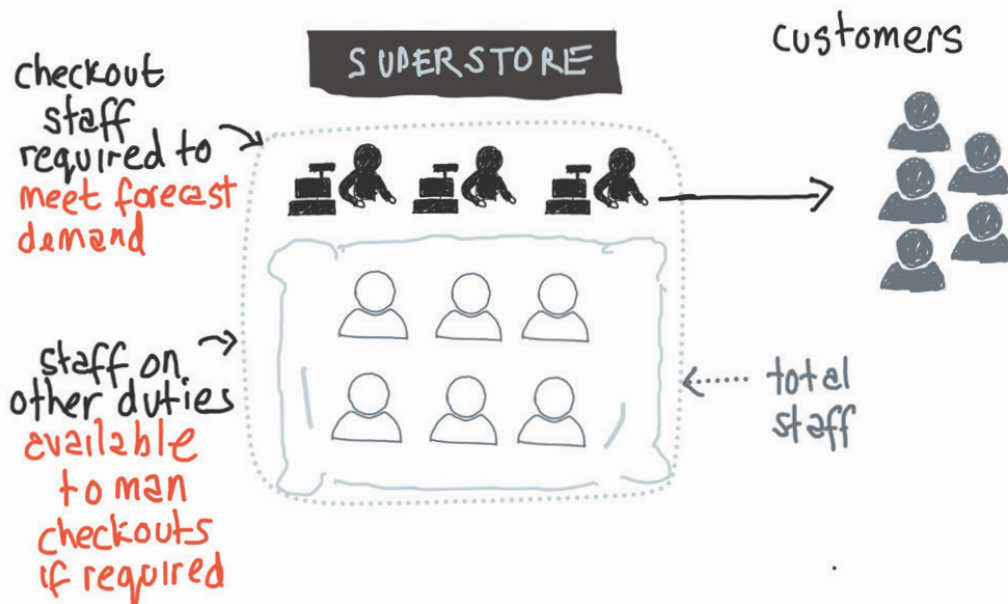 SUPERSTORE
customers
checkout
staff
required to
meet forecast
demand
staff on
other duties
available
to man
checkouts
if required
total
staff